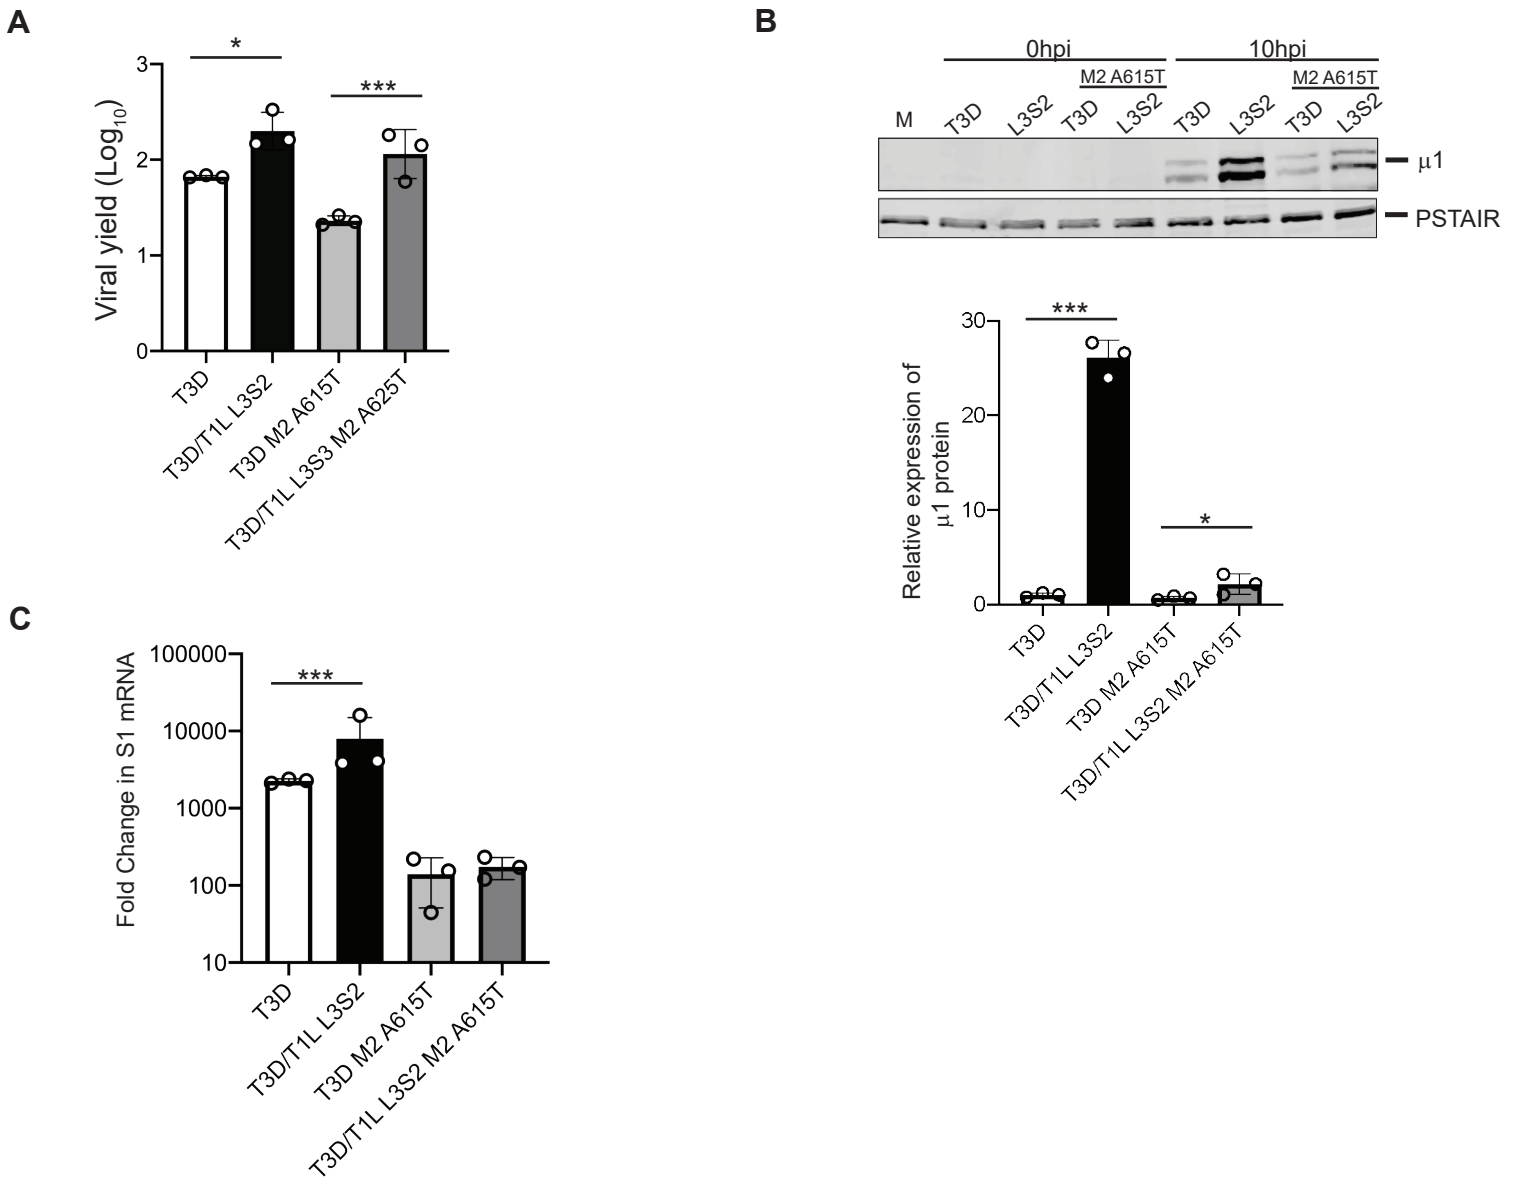 A
*
***
3
2
1
0
Viral yield (Log10)
T3D
T3D/T1L L3S2
T3D M2 A615T
T3D/T1L L3S3 M2 A625T
B
0hpi
10hpi
M2 A615T
M2 A615T
M
T3D
L3S2
T3D
L3S2
T3D
L3S2
T3D
L3S2
μ1
PSTAIR
***
*
30
20
10
0
Relative expression of
μ1 protein
T3D
T3D/T1L L3S2
T3D M2 A615T
T3D/T1L L3S2 M2 A615T
C
***
100000
10000
1000
100
10
Fold Change in S1 mRNA
T3D
T3D/T1L L3S2
T3D M2 A615T
T3D/T1L L3S2 M2 A615T